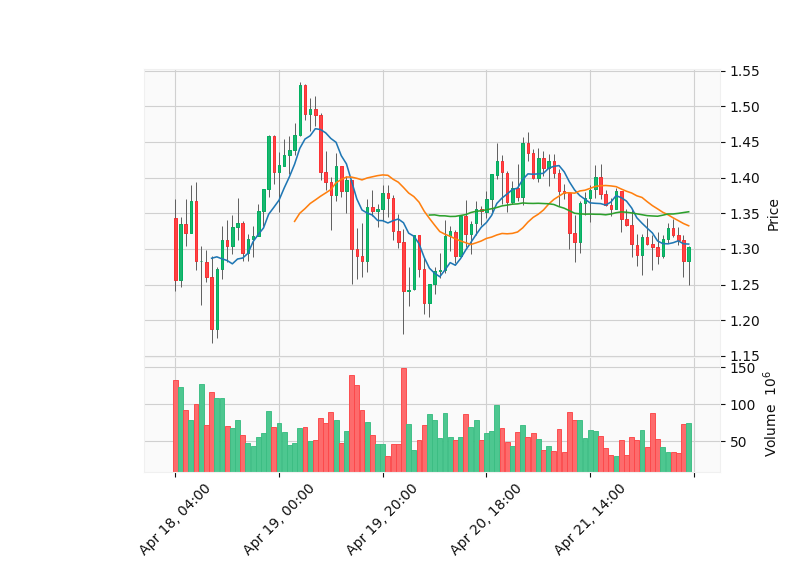 1.55
1.50
1.45
1.40
1.35
1.30
1.25
1.20
1.15
Price
150
100
50
Volume 10^6
Apr 18, 04:00
Apr 19, 00:00
Apr 19, 20:00
Apr 20, 18:00
Apr 21, 14:00